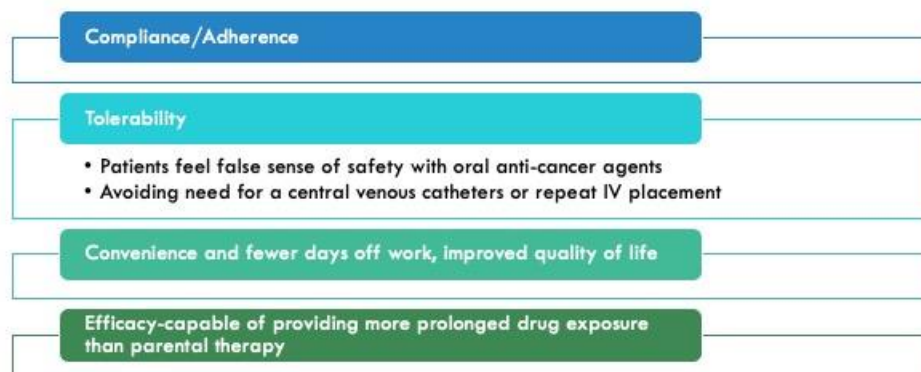 Compliance/Adherence
Tolerability
• Patients feel false sense of safety with oral anti-cancer agents
• Avoiding need for a central venous catheters or repeat IV placement
Convenience and fewer days off work, improved quality of life
Efficacy-capable of providing more prolonged drug exposure
than parental therapy